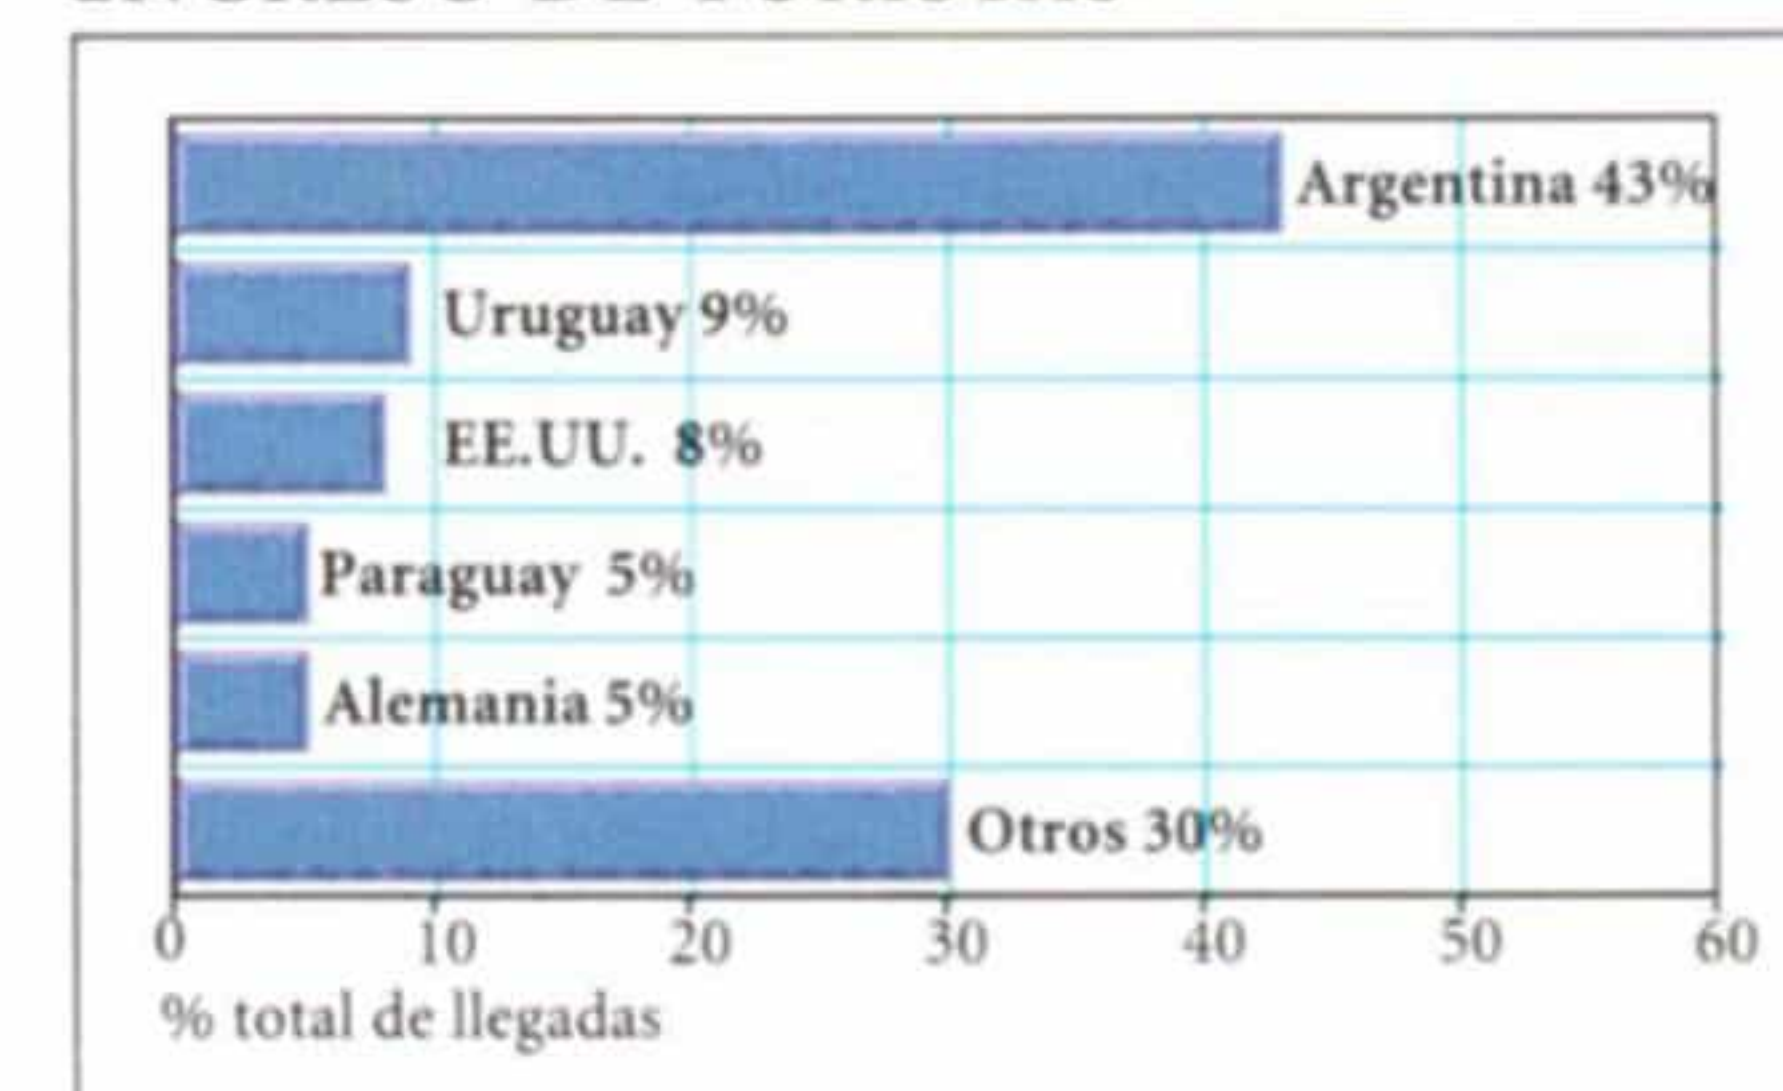 Argentina 43%
Uruguay 9%
EE.UU. 8%
Paraguay 5%
Alemania 5%
Otros 30%
0 10 20 30 40 50 60
% total de llegadas